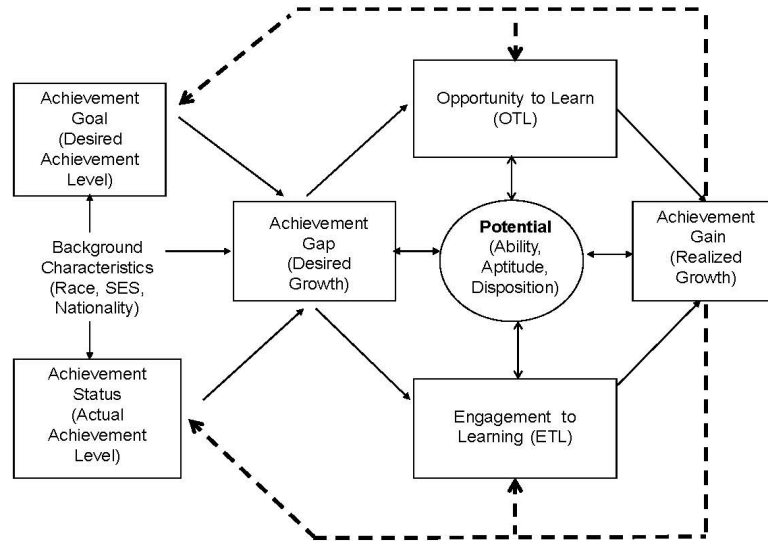 Achievement
Goal
(Desired
Achievement
Level)
Background
Characteristics
(Race, SES,
Nationality)
Achievement
Status
(Actual
Achievement
Level)
Achievement
Gap
(Desired
Growth)
Opportunity to Learn
(OTL)
Potential
(Ability,
Aptitude,
Disposition)
Engagement to
Learning (ETL)
Achievement
Gain
(Realized
Growth)